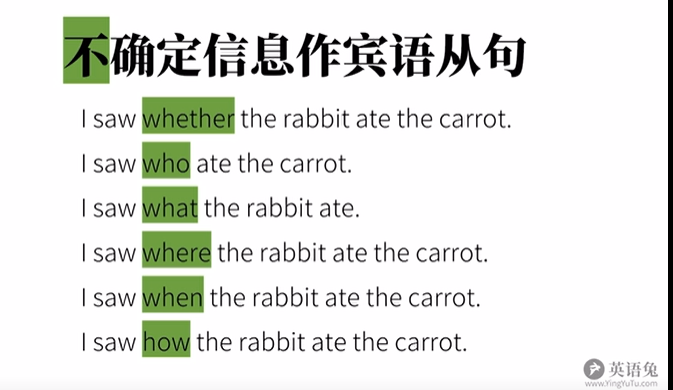 不确定信息作宾语从句
I saw whether the rabbit ate the carrot.
I saw who ate the carrot.
I saw what the rabbit ate.
I saw where the rabbit ate the carrot.
I saw when the rabbit ate the carrot.
I saw how the rabbit ate the carrot.
英语兔
www.YingYuTu.com